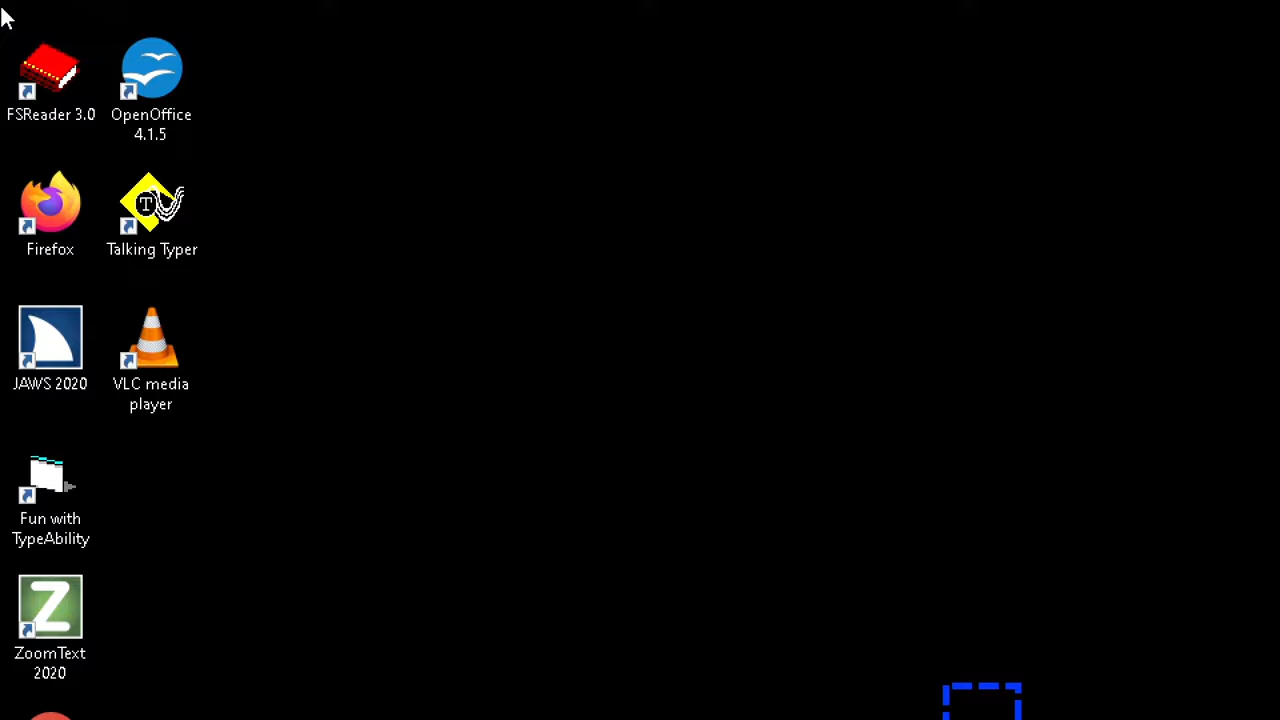 FSReader 3.0
OpenOffice
4.1.5
Firefox
T
Talking Typer
JAWS 2020
VLC media
player
Fun with
TypeAbility
Z
ZoomText
2020